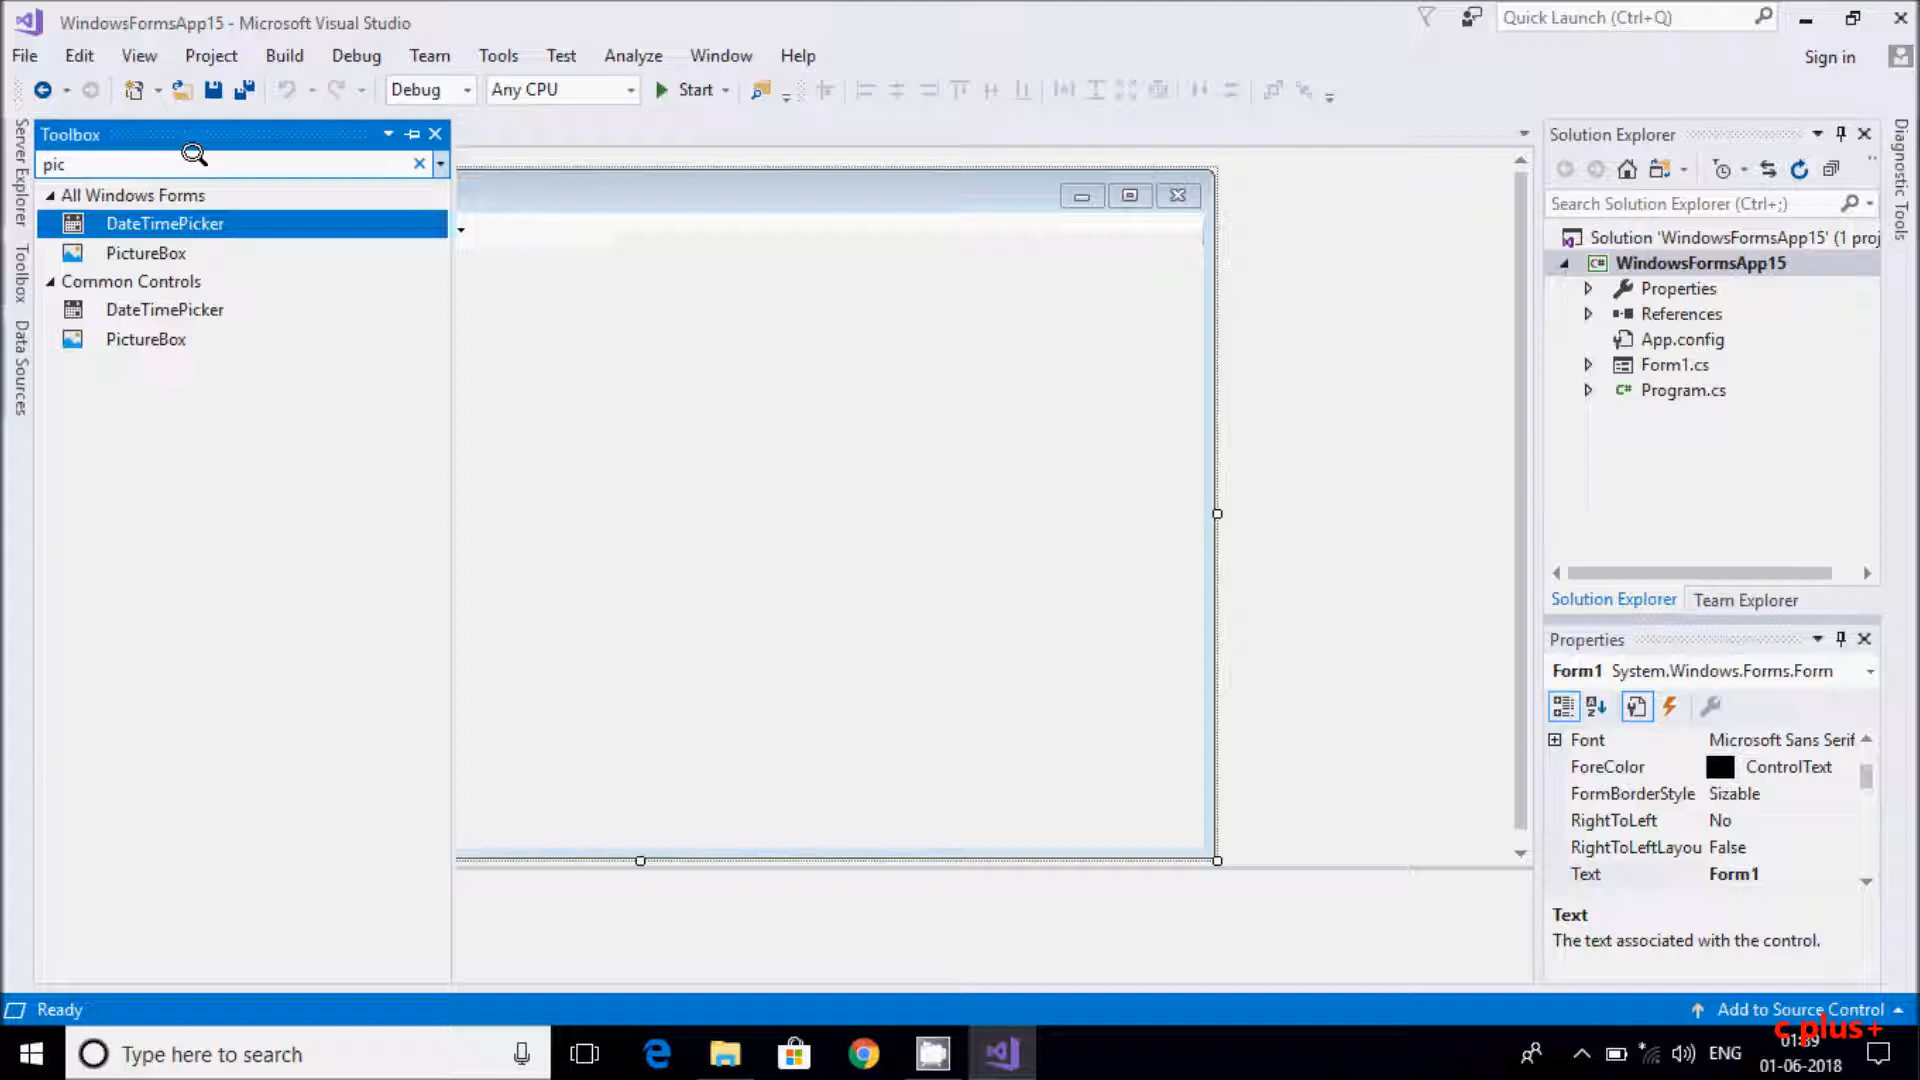 WindowsFormsApp15 - Microsoft Visual Studio
Quick Launch (Ctrl+Q)
File Edit View Project Build Debug Team Tools Test Analyze Window Help
Sign in
Debug Any CPU Start
Server Explorer
Toolbox
Data Sources
Toolbox
pic
All Windows Forms
DateTimePicker
PictureBox
Common Controls
DateTimePicker
PictureBox
Solution Explorer
Search Solution Explorer (Ctrl+;)
Solution 'WindowsFormsApp15' (1 proj
WindowsFormsApp15
Properties
References
App.config
Form1.cs
Program.cs
Solution Explorer Team Explorer
Diagnostic Tools
Properties
Form1 System.Windows.Forms.Form
Font Microsoft Sans Serif
ForeColor ControlText
FormBorderStyle Sizable
RightToLeft No
RightToLeftLayou False
Text Form1
Text
The text associated with the control.
Ready
Add to Source Control
c plus+
Type here to search
ENG
01:39
01-06-2018